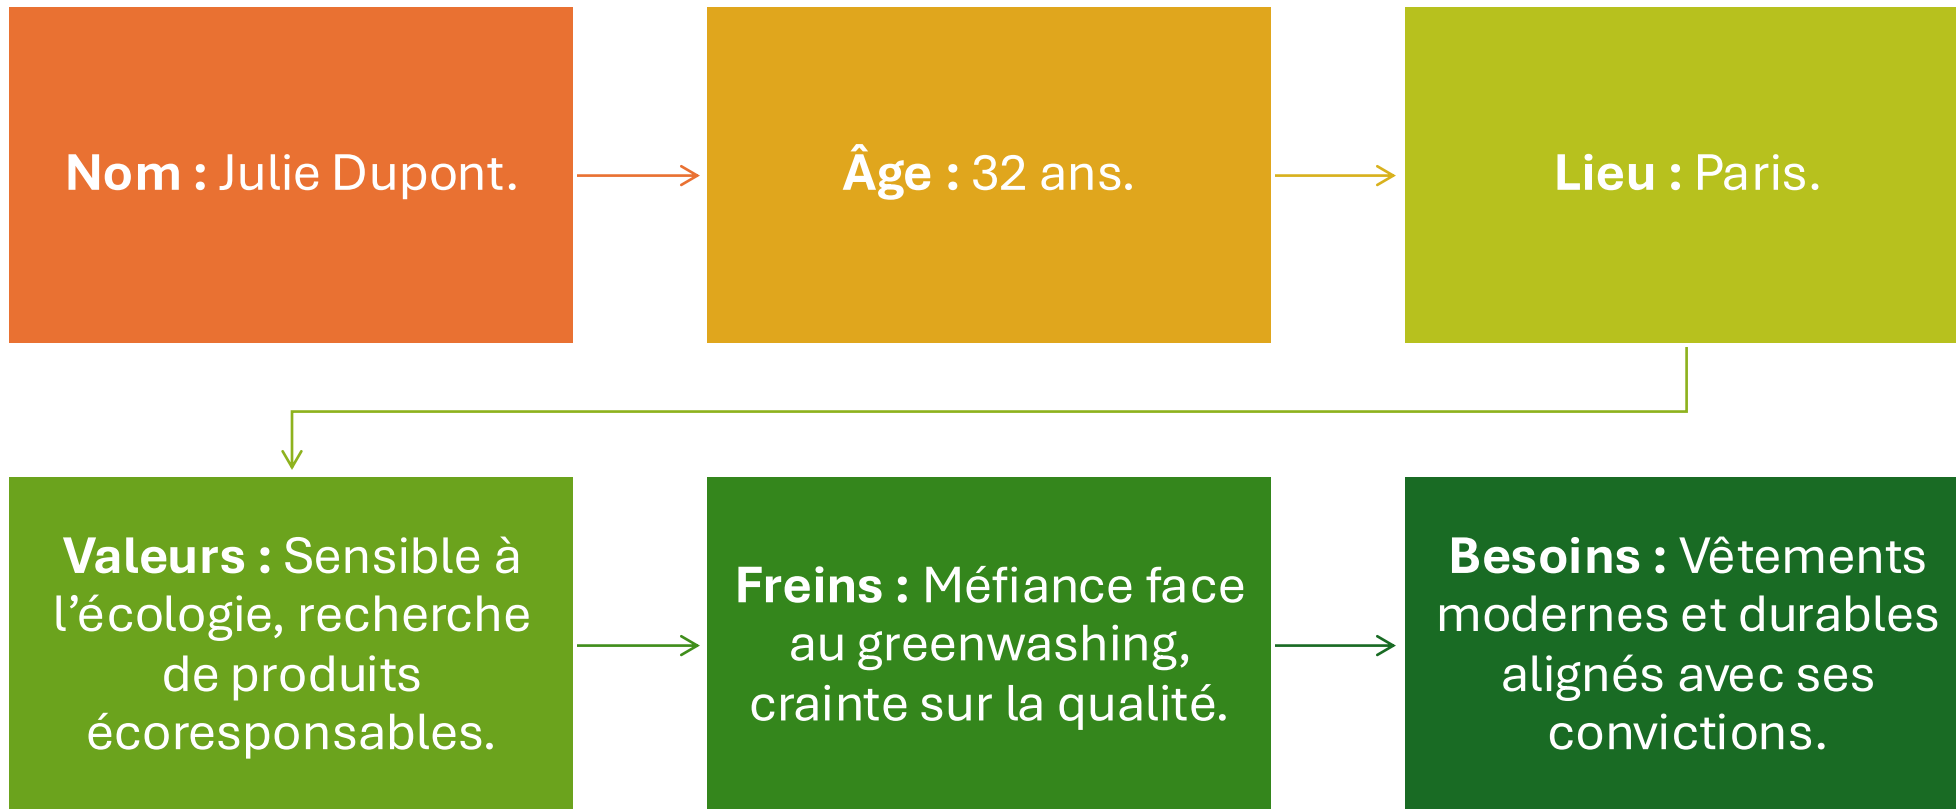 Nom : Julie Dupont.
Âge : 32 ans.
Lieu : Paris.
Valeurs : Sensible à
l’écologie, recherche
de produits
écoresponsables.
Freins : Méfiance face
au greenwashing,
crainte sur la qualité.
Besoins : Vêtements
modernes et durables
alignés avec ses
convictions.